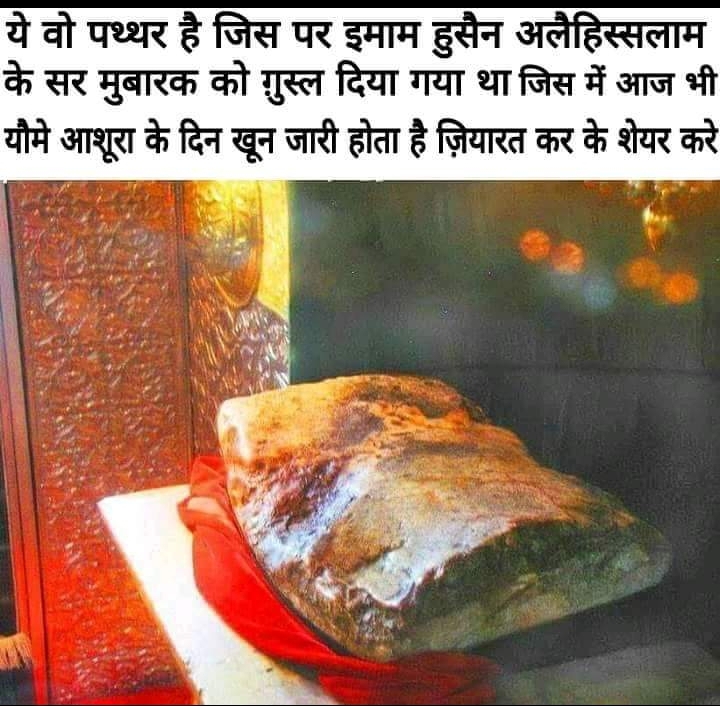 ये वो पथ्थर है जिस पर इमाम हुसैन अलैहिस्सलाम
के सर मुबारक को ग़ुस्ल दिया गया था जिस में आज भी
यौमे आशूरा के दिन खून जारी होता है ज़ियारत कर के शेयर करे